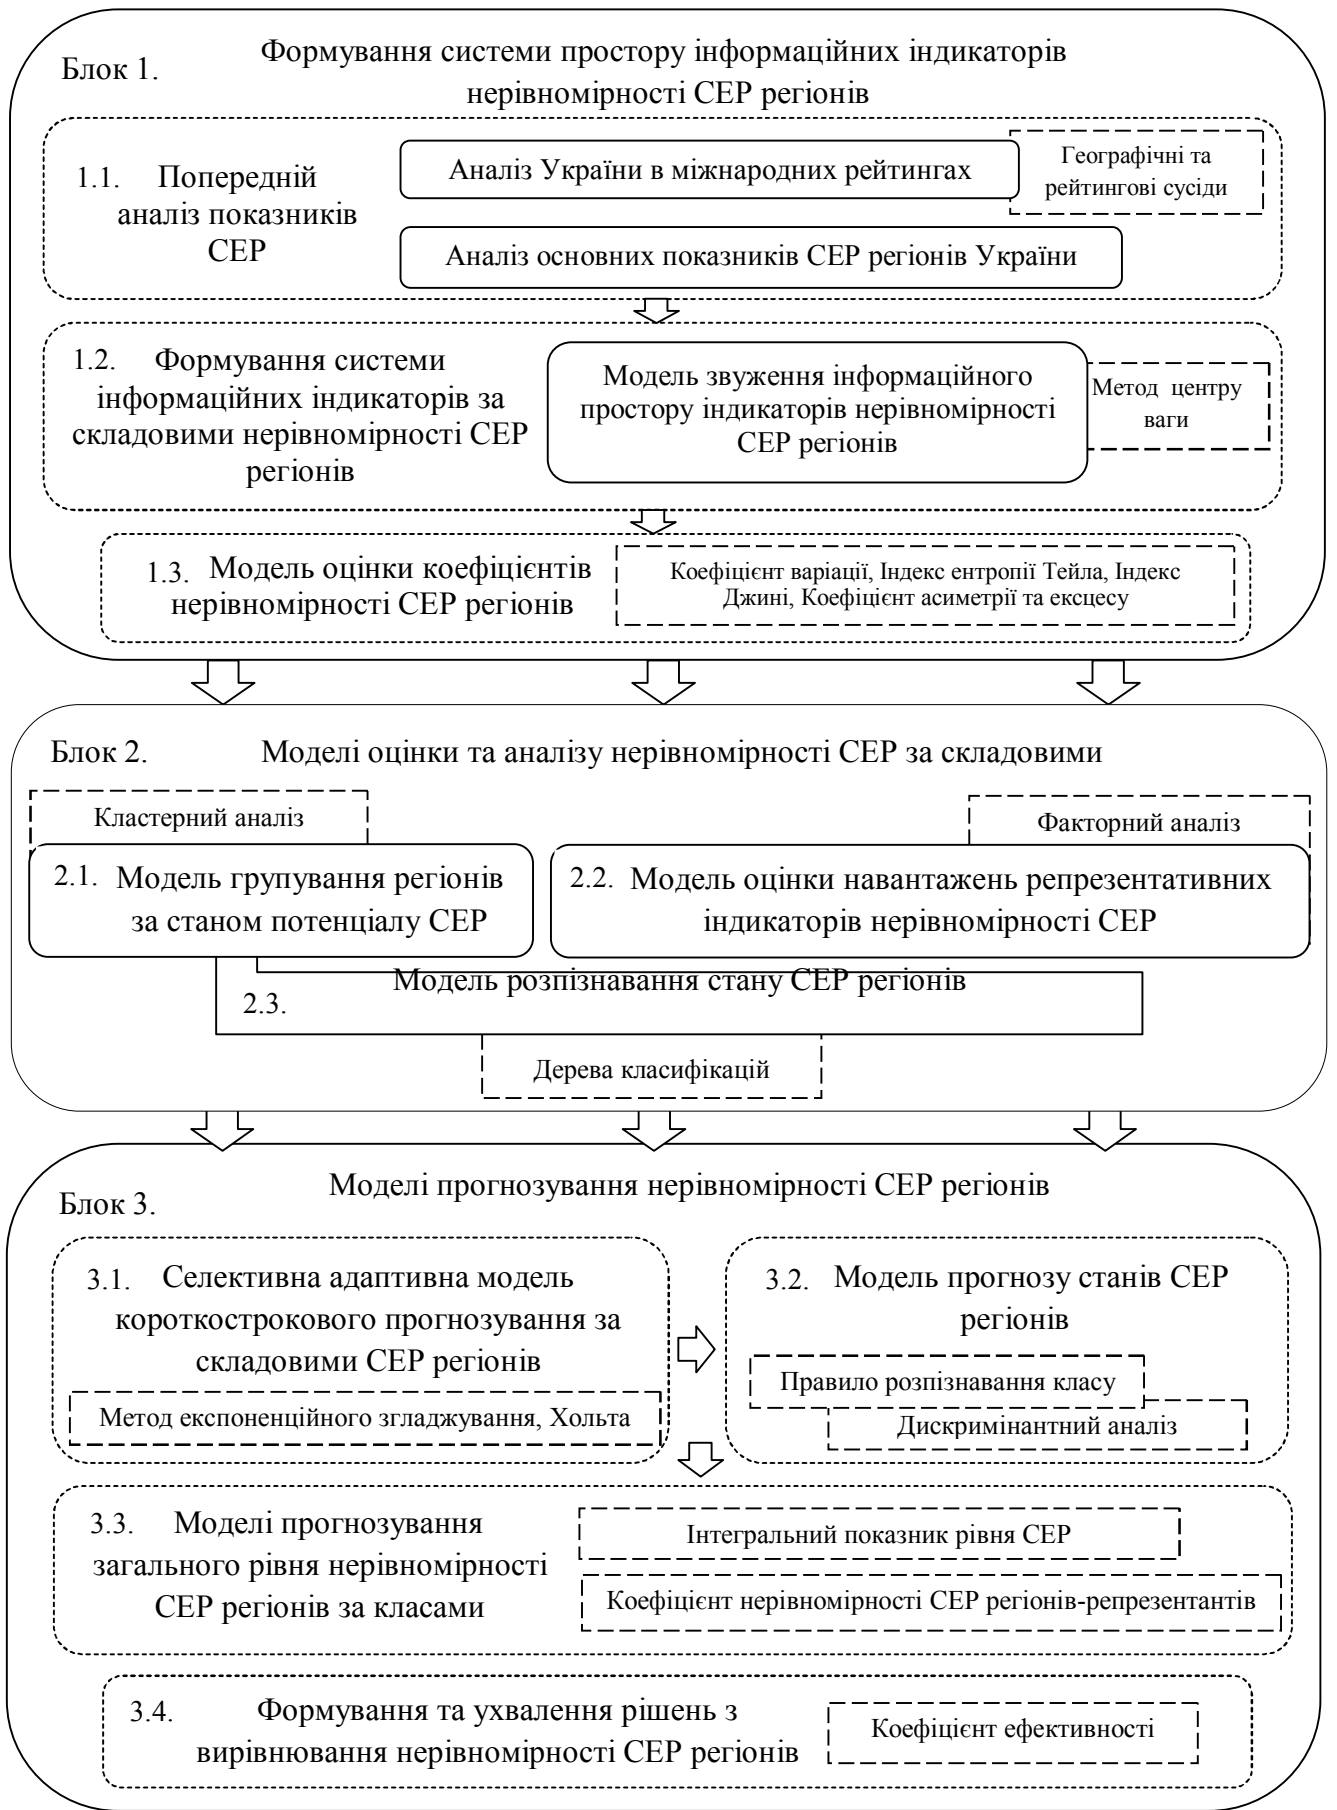 Блок 1.
Формування системи простору інформаційних індикаторів
нерівномірності СЕР регіонів
1.1. Попередній
аналіз показників
СЕР
Аналіз України в міжнародних рейтингах
Географічні та
рейтингові сусіди
Аналіз основних показників СЕР регіонів України
1.2. Формування системи
інформаційних індикаторів за
складовими нерівномірності СЕР
регіонів
Модель звуження інформаційного
простору індикаторів нерівномірності
СЕР регіонів
Метод центру
ваги
1.3. Модель оцінки коефіцієнтів
нерівномірності СЕР регіонів
Коефіцієнт варіації, Індекс ентропії Тейла, Індекс
Джині, Коефіцієнт асиметрії та ексцесу
Блок 2.
Моделі оцінки та аналізу нерівномірності СЕР за складовими
Кластерний аналіз
Факторний аналіз
2.1. Модель групування регіонів
за станом потенціалу СЕР
2.2. Модель оцінки навантажень репрезентативних
індикаторів нерівномірності СЕР
Модель розпізнавання стану СЕР регіонів
2.3.
Дерева класифікацій
Моделі прогнозування нерівномірності СЕР регіонів
Блок 3.
3.1. Селективна адаптивна модель
короткострокового прогнозування за
складовими СЕР регіонів
Метод експоненційного згладжування, Хольта
3.2. Модель прогнозу станів СЕР
регіонів
Правило розпізнавання класу
Дискримінантний аналіз
3.3. Моделі прогнозування
загального рівня нерівномірності
СЕР регіонів за класами
Інтегральний показник рівня СЕР
Коефіцієнт нерівномірності СЕР регіонів-репрезентантів
3.4. Формування та ухвалення рішень з
вирівнювання нерівномірності СЕР регіонів
Коефіцієнт ефективності